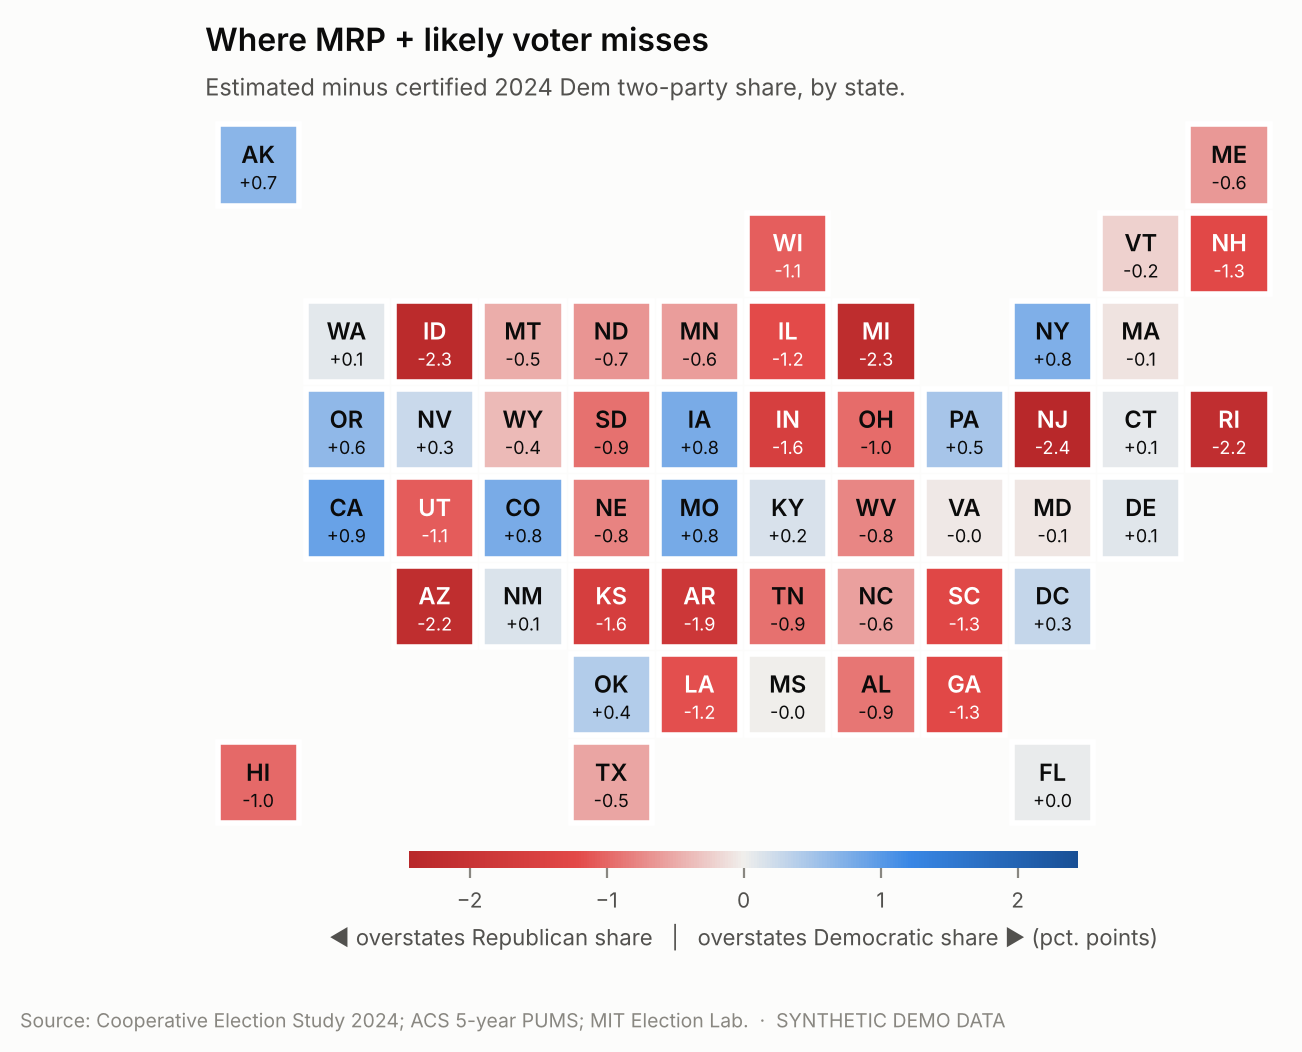 Where MRP + likely voter misses
Estimated minus certified 2024 Dem two-party share, by state.
AK
+0.7
ME
-0.6
WI
-1.1
VT
-0.2
NH
-1.3
WA
+0.1
ID
-2.3
MT
-0.5
ND
-0.7
MN
-0.6
IL
-1.2
MI
-2.3
NY
+0.8
MA
-0.1
OR
+0.6
NV
+0.3
WY
-0.4
SD
-0.9
IA
+0.8
IN
-1.6
OH
-1.0
PA
+0.5
NJ
-2.4
CT
+0.1
RI
-2.2
CA
+0.9
UT
-1.1
CO
+0.8
NE
-0.8
MO
+0.8
KY
+0.2
WV
-0.8
VA
-0.0
MD
-0.1
DE
+0.1
AZ
-2.2
NM
+0.1
KS
-1.6
AR
-1.9
TN
-0.9
NC
-0.6
SC
-1.3
DC
+0.3
OK
+0.4
LA
-1.2
MS
-0.0
AL
-0.9
GA
-1.3
HI
-1.0
TX
-0.5
FL
+0.0
−2 −1 0 1 2
◀ overstates Republican share | overstates Democratic share ▶ (pct. points)
Source: Cooperative Election Study 2024; ACS 5-year PUMS; MIT Election Lab. · SYNTHETIC DEMO DATA